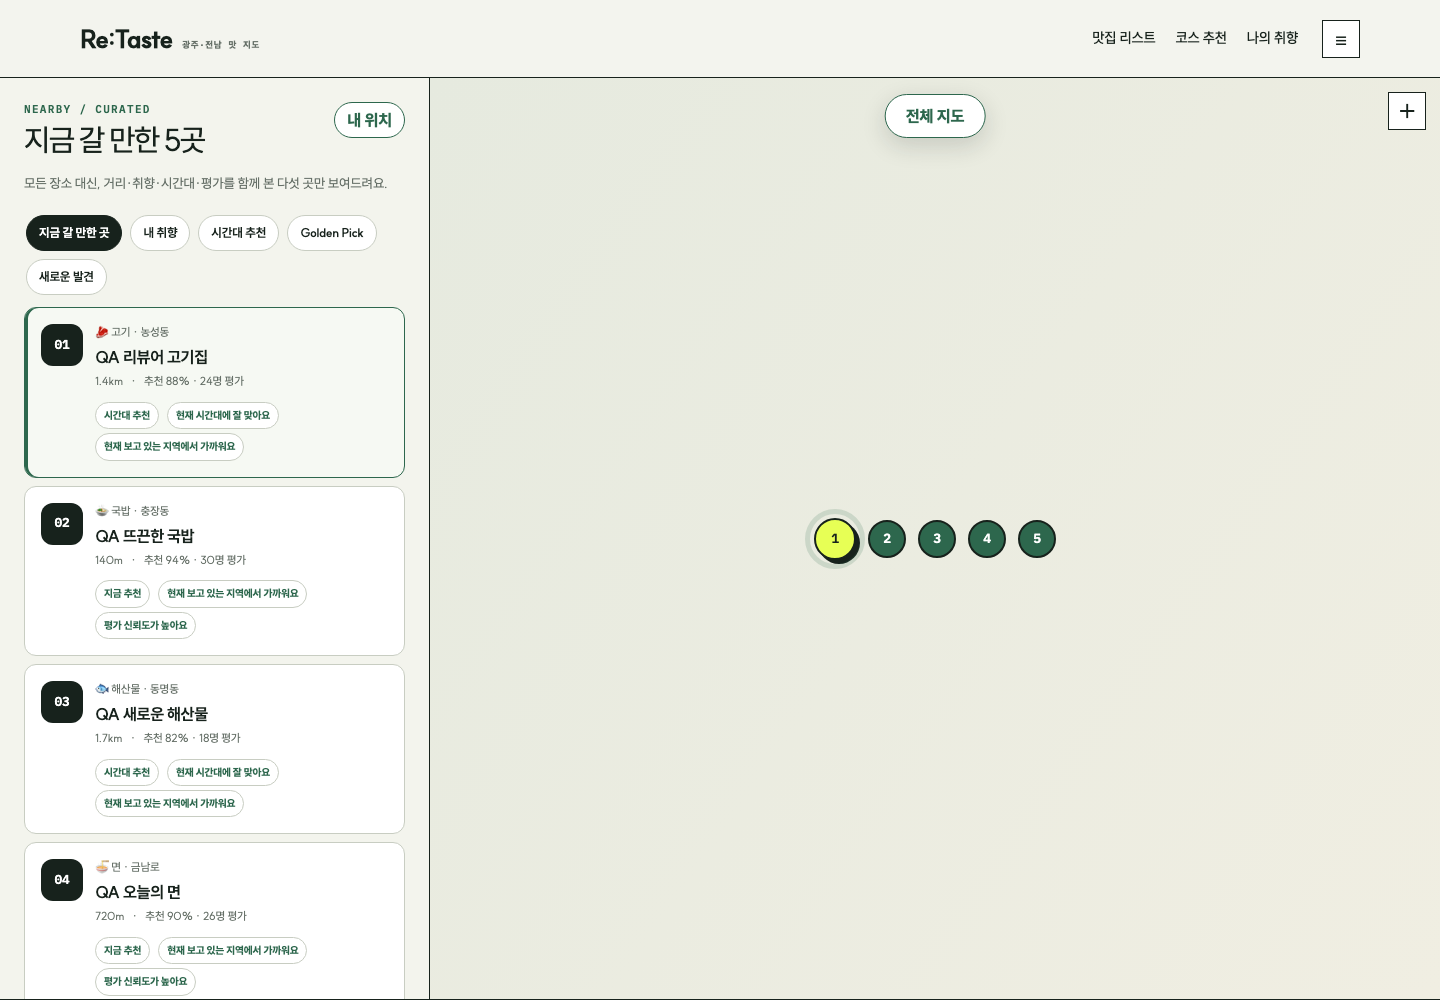 Re:Taste 광주·전남 맛 지도
맛집 리스트 코스 추천 나의 취향 ≡
NEARBY / CURATED
지금 갈 만한 5곳
내 위치
모든 장소 대신, 거리·취향·시간대·평가를 함께 본 다섯 곳만 보여드려요.
지금 갈 만한 곳 내 취향 시간대 추천 Golden Pick
새로운 발견
01
고기 · 농성동
QA 리뷰어 고기집
1.4km · 추천 88% · 24명 평가
시간대 추천 현재 시간대에 잘 맞아요
현재 보고 있는 지역에서 가까워요
02
국밥 · 충장동
QA 뜨끈한 국밥
140m · 추천 94% · 30명 평가
지금 추천 현재 보고 있는 지역에서 가까워요
평가 신뢰도가 높아요
03
해산물 · 동명동
QA 새로운 해산물
1.7km · 추천 82% · 18명 평가
시간대 추천 현재 시간대에 잘 맞아요
현재 보고 있는 지역에서 가까워요
04
면 · 금남로
QA 오늘의 면
720m · 추천 90% · 26명 평가
지금 추천 현재 보고 있는 지역에서 가까워요
평가 신뢰도가 높아요
전체 지도
+
1 2 3 4 5